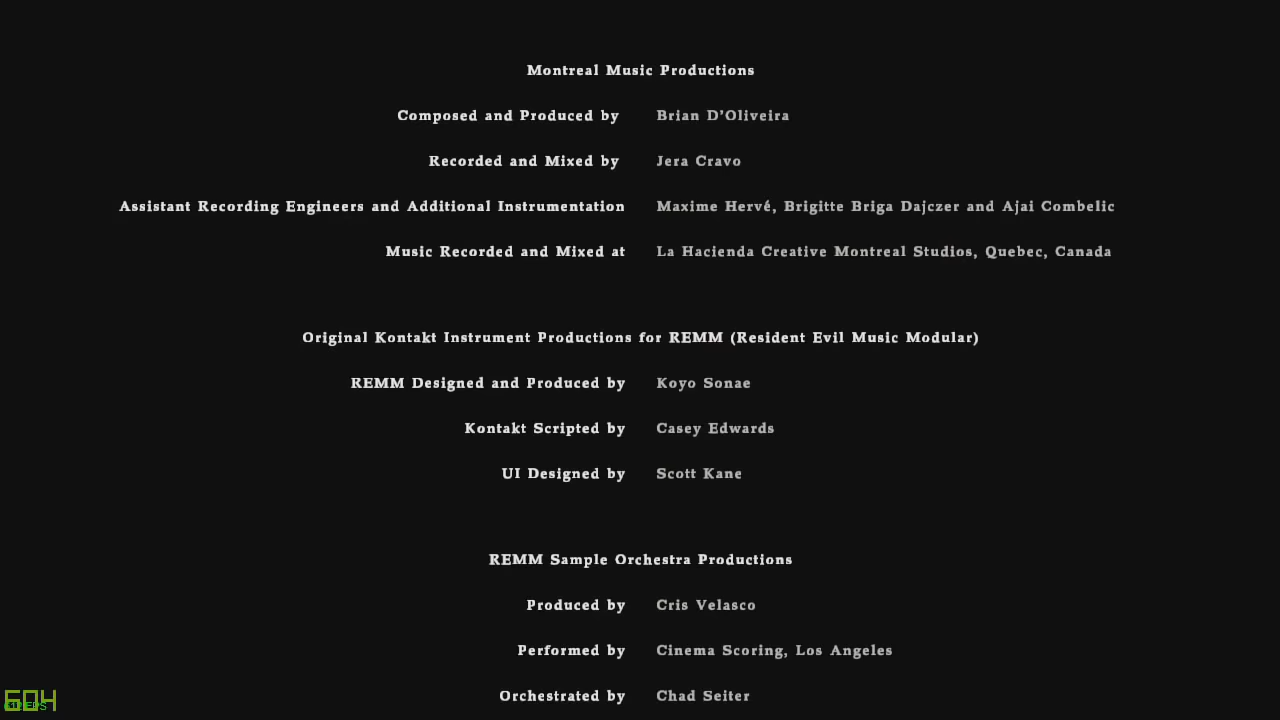 Montreal Music Productions
Composed and Produced by Brian D’Oliveira
Recorded and Mixed by Jera Cravo
Assistant Recording Engineers and Additional Instrumentation Maxime Hervé, Brigitte Briga Dajczer and Ajai Combelic
Music Recorded and Mixed at La Hacienda Creative Montreal Studios, Quebec, Canada
Original Kontakt Instrument Productions for REMM (Resident Evil Music Modular)
REMM Designed and Produced by Koyo Sonae
Kontakt Scripted by Casey Edwards
UI Designed by Scott Kane
REMM Sample Orchestra Productions
Produced by Cris Velasco
Performed by Cinema Scoring, Los Angeles
Orchestrated by Chad Seiter
604